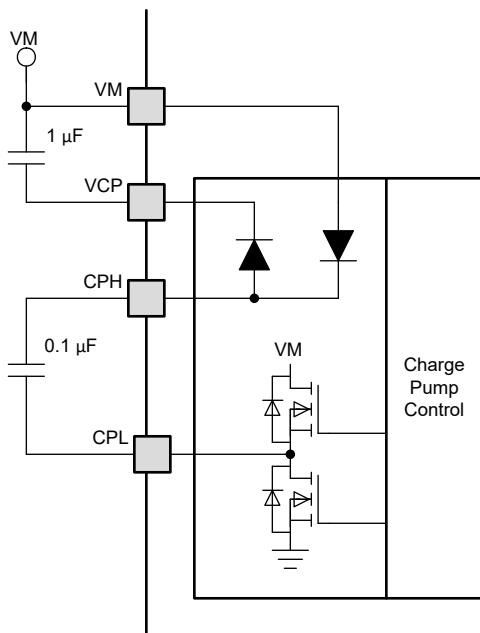 VM
VM
1 µF
VCP
CPH
0.1 µF
VM
Charge
Pump
Control
CPL